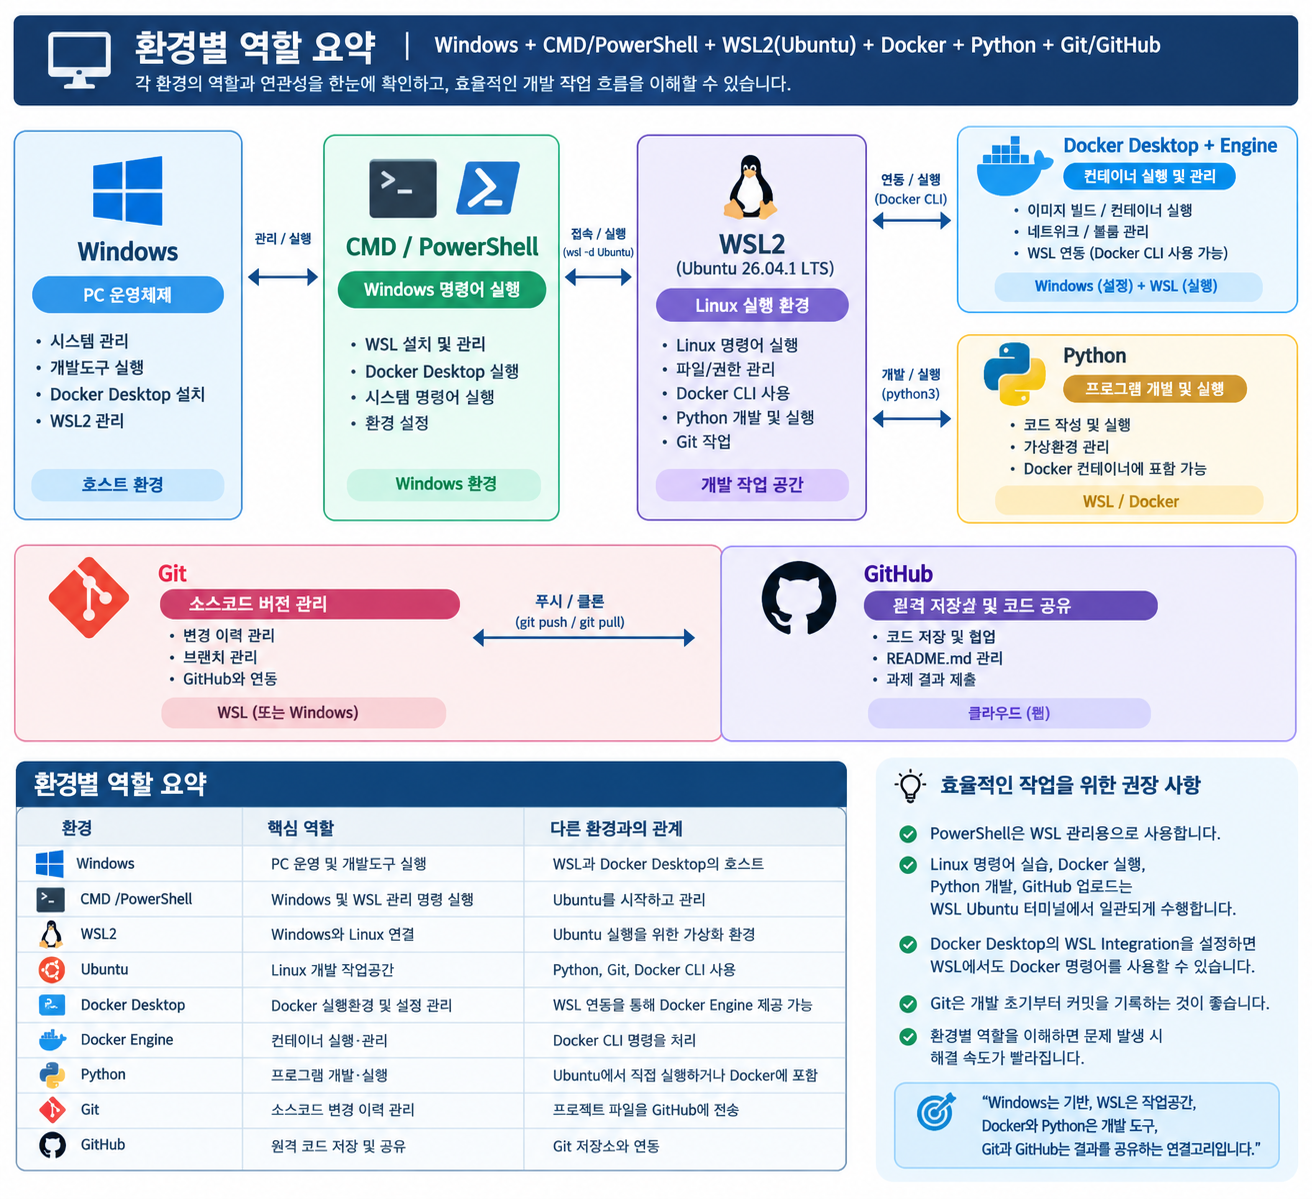 환경별 역할 요약 | Windows + CMD/PowerShell + WSL2(Ubuntu) + Docker + Python + Git/GitHub
각 환경의 역할과 연관성을 한눈에 확인하고, 효율적인 개발 작업 흐름을 이해할 수 있습니다.
Windows
PC 운영체제
• 시스템 관리
• 개발도구 실행
• Docker Desktop 설치
• WSL2 관리
호스트 환경
관리 / 실행
CMD / PowerShell
Windows 명령어 실행
• WSL 설치 및 관리
• Docker Desktop 실행
• 시스템 명령어 실행
• 환경 설정
Windows 환경
접속 / 실행
(wsl -d Ubuntu)
WSL2
(Ubuntu 26.04.1 LTS)
Linux 실행 환경
• Linux 명령어 실행
• 파일/권한 관리
• Docker CLI 사용
• Python 개발 및 실행
• Git 작업
개발 작업 공간
연동 / 실행
(Docker CLI)
Docker Desktop + Engine
컨테이너 실행 및 관리
• 이미지 빌드 / 컨테이너 실행
• 네트워크 / 볼륨 관리
• WSL 연동 (Docker CLI 사용 가능)
Windows (설정) + WSL (실행)
개발 / 실행
(python3)
Python
프로그램 개발 및 실행
• 코드 작성 및 실행
• 가상환경 관리
• Docker 컨테이너에 포함 가능
WSL / Docker
Git
소스코드 버전 관리
• 변경 이력 관리
• 브랜치 관리
• GitHub와 연동
WSL (또는 Windows)
푸시 / 클론
(git push / git pull)
GitHub
원격 저장소 및 코드 공유
• 코드 저장 및 협업
• README.md 관리
• 과제 결과 제출
클라우드 (웹)
환경별 역할 요약
환경 핵심 역할 다른 환경과의 관계
Windows PC 운영 및 개발도구 실행 WSL과 Docker Desktop의 호스트
CMD /PowerShell Windows 및 WSL 관리 명령 실행 Ubuntu를 시작하고 관리
WSL2 Windows와 Linux 연결 Ubuntu 실행을 위한 가상화 환경
Ubuntu Linux 개발 작업공간 Python, Git, Docker CLI 사용
Docker Desktop Docker 실행환경 및 설정 관리 WSL 연동을 통해 Docker Engine 제공 가능
Docker Engine 컨테이너 실행·관리 Docker CLI 명령을 처리
Python 프로그램 개발·실행 Ubuntu에서 직접 실행하거나 Docker에 포함
Git 소스코드 변경 이력 관리 프로젝트 파일을 GitHub에 전송
GitHub 원격 코드 저장 및 공유 Git 저장소와 연동
효율적인 작업을 위한 권장 사항
PowerShell은 WSL 관리용으로 사용합니다.
Linux 명령어 실습, Docker 실행,
Python 개발, GitHub 업로드는
WSL Ubuntu 터미널에서 일관되게 수행합니다.
Docker Desktop의 WSL Integration을 설정하면
WSL에서도 Docker 명령어를 사용할 수 있습니다.
Git은 개발 초기부터 커밋을 기록하는 것이 좋습니다.
환경별 역할을 이해하면 문제 발생 시
해결 속도가 빨라집니다.
“Windows는 기반, WSL은 작업공간,
Docker와 Python은 개발 도구,
Git과 GitHub는 결과를 공유하는 연결고리입니다.”